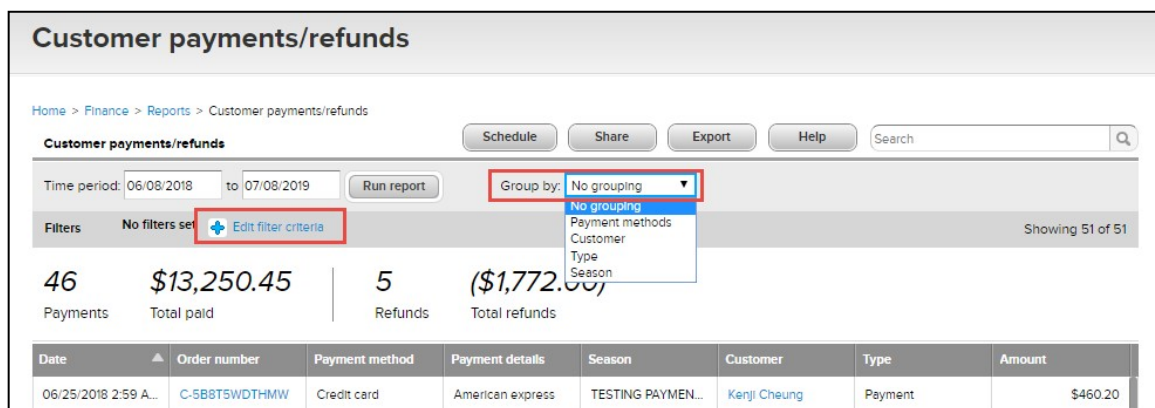 Customer payments/refunds
Home > Finance > Reports > Customer payments/refunds
Customer payments/refunds Schedule Share Export Help Search
Time period: 06/08/2018 to 07/08/2019 Run report Group by: No grouping
No grouping
Payment methods
Customer
Type
Season
Filters No filters set Edit filter criteria Showing 51 of 51
46 $13,250.45 5 ($1,772.00)
Payments Total paid Refunds Total refunds
Date Order number Payment method Payment details Season Customer Type Amount
06/25/2018 2:59 A... C-5B8T5WDTHMW Credit card American express TESTING PAYMEN... Kenji Cheung Payment $460.20